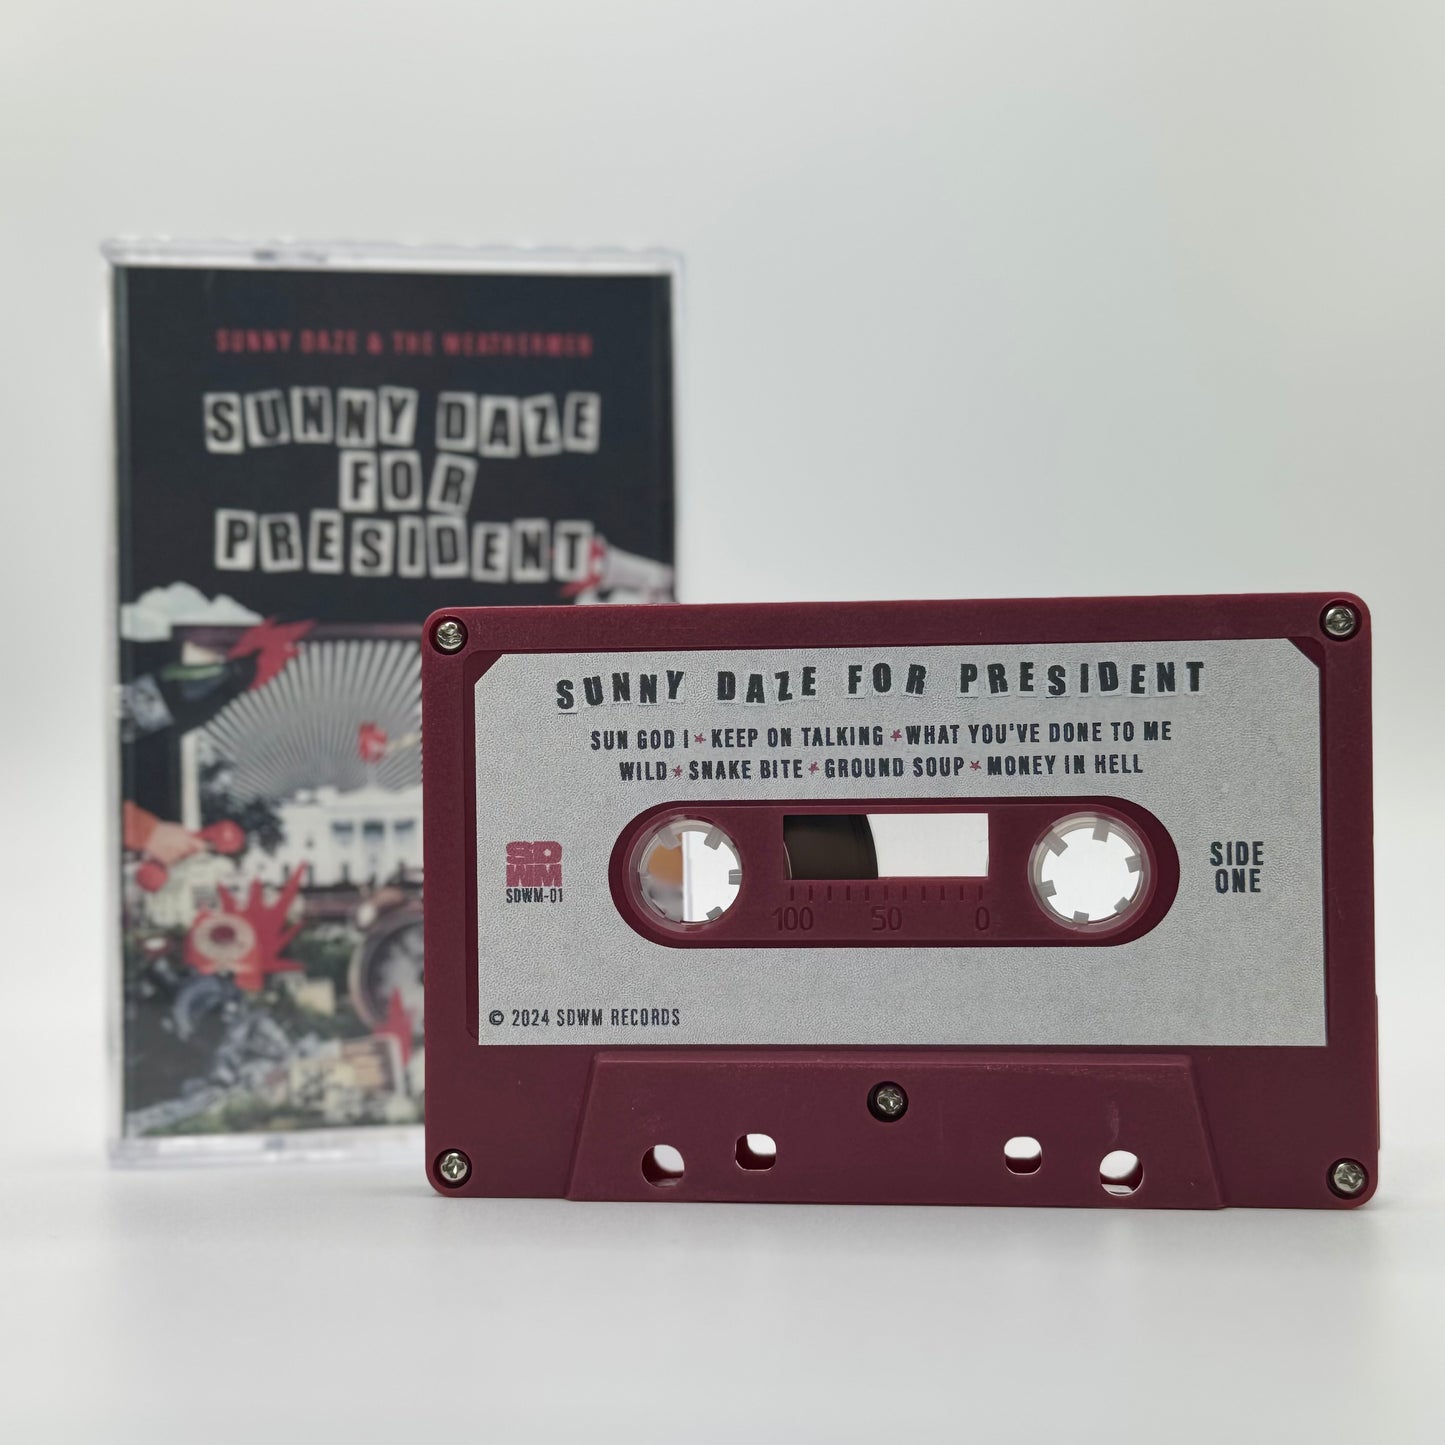 SUNNY DAZE & THE WEATHERMEN
SUNNY DAZE
FOR
PRESIDENT
SUNNY DAZE FOR PRESIDENT
SUN GOD I ★ KEEP ON TALKING ★ WHAT YOU'VE DONE TO ME
WILD ★ SNAKE BITE ★ GROUND SOUP ★ MONEY IN HELL
SD
WM
SDWM-01
100 50 0
SIDE
ONE
© 2024 SDWM RECORDS